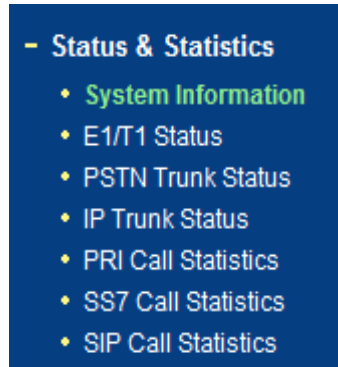 – Status & Statistics
• System Information
• E1/T1 Status
• PSTN Trunk Status
• IP Trunk Status
• PRI Call Statistics
• SS7 Call Statistics
• SIP Call Statistics